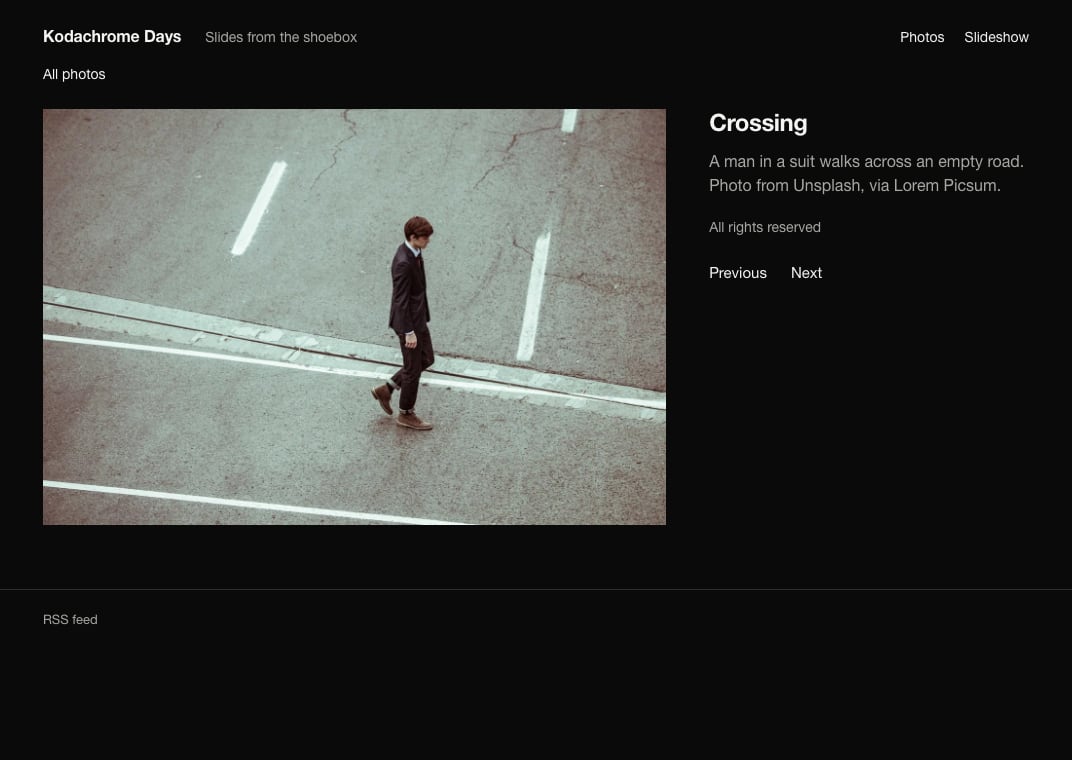 Kodachrome Days
Slides from the shoebox
Photos
Slideshow
All photos
Crossing
A man in a suit walks across an empty road.
Photo from Unsplash, via Lorem Picsum.
All rights reserved
Previous
Next
RSS feed